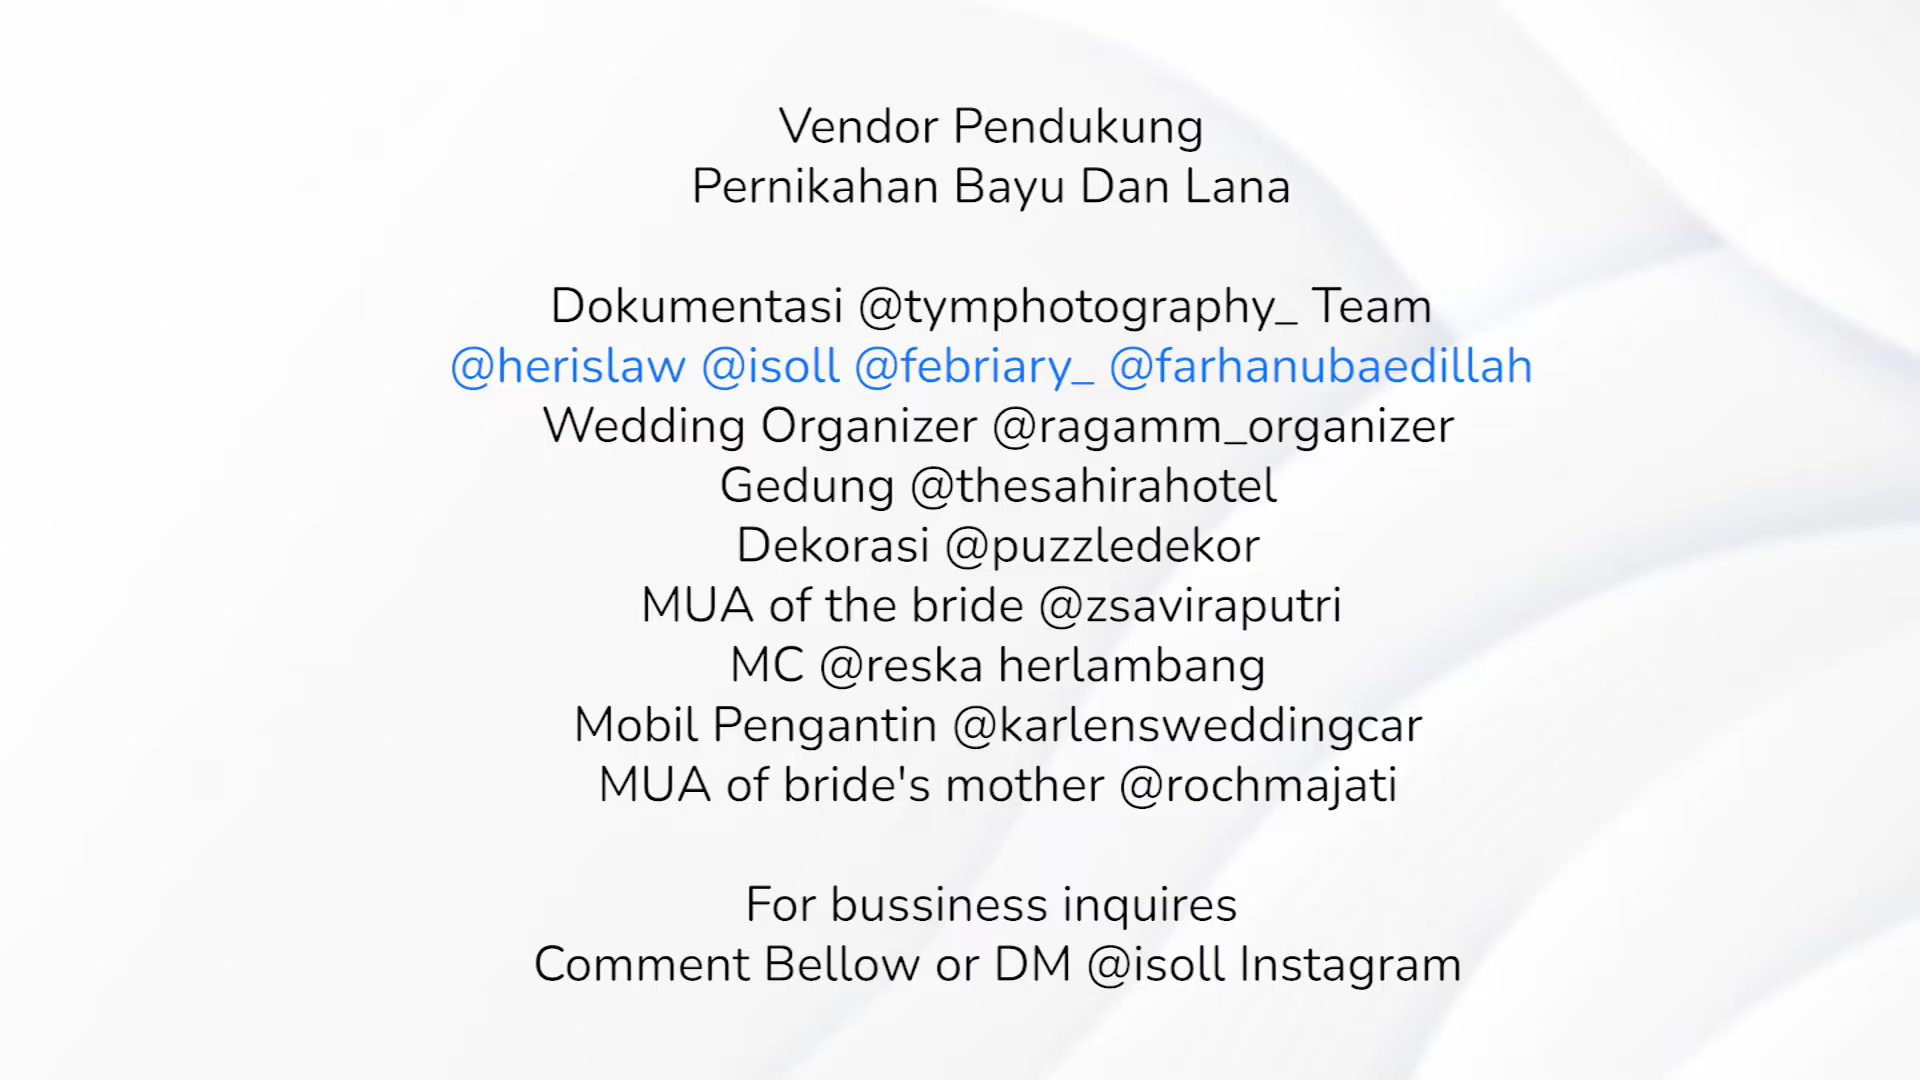 Vendor Pendukung
Pernikahan Bayu Dan Lana
Dokumentasi @tymphotography_ Team
@herislaw @isoll @febriary_ @farhanubaedillah
Wedding Organizer @ragamm_organizer
Gedung @thesahirahotel
Dekorasi @puzzledekor
MUA of the bride @zsaviraputri
MC @reska herlambang
Mobil Pengantin @karlensweddingcar
MUA of bride's mother @rochmajati
For bussiness inquires
Comment Bellow or DM @isoll Instagram